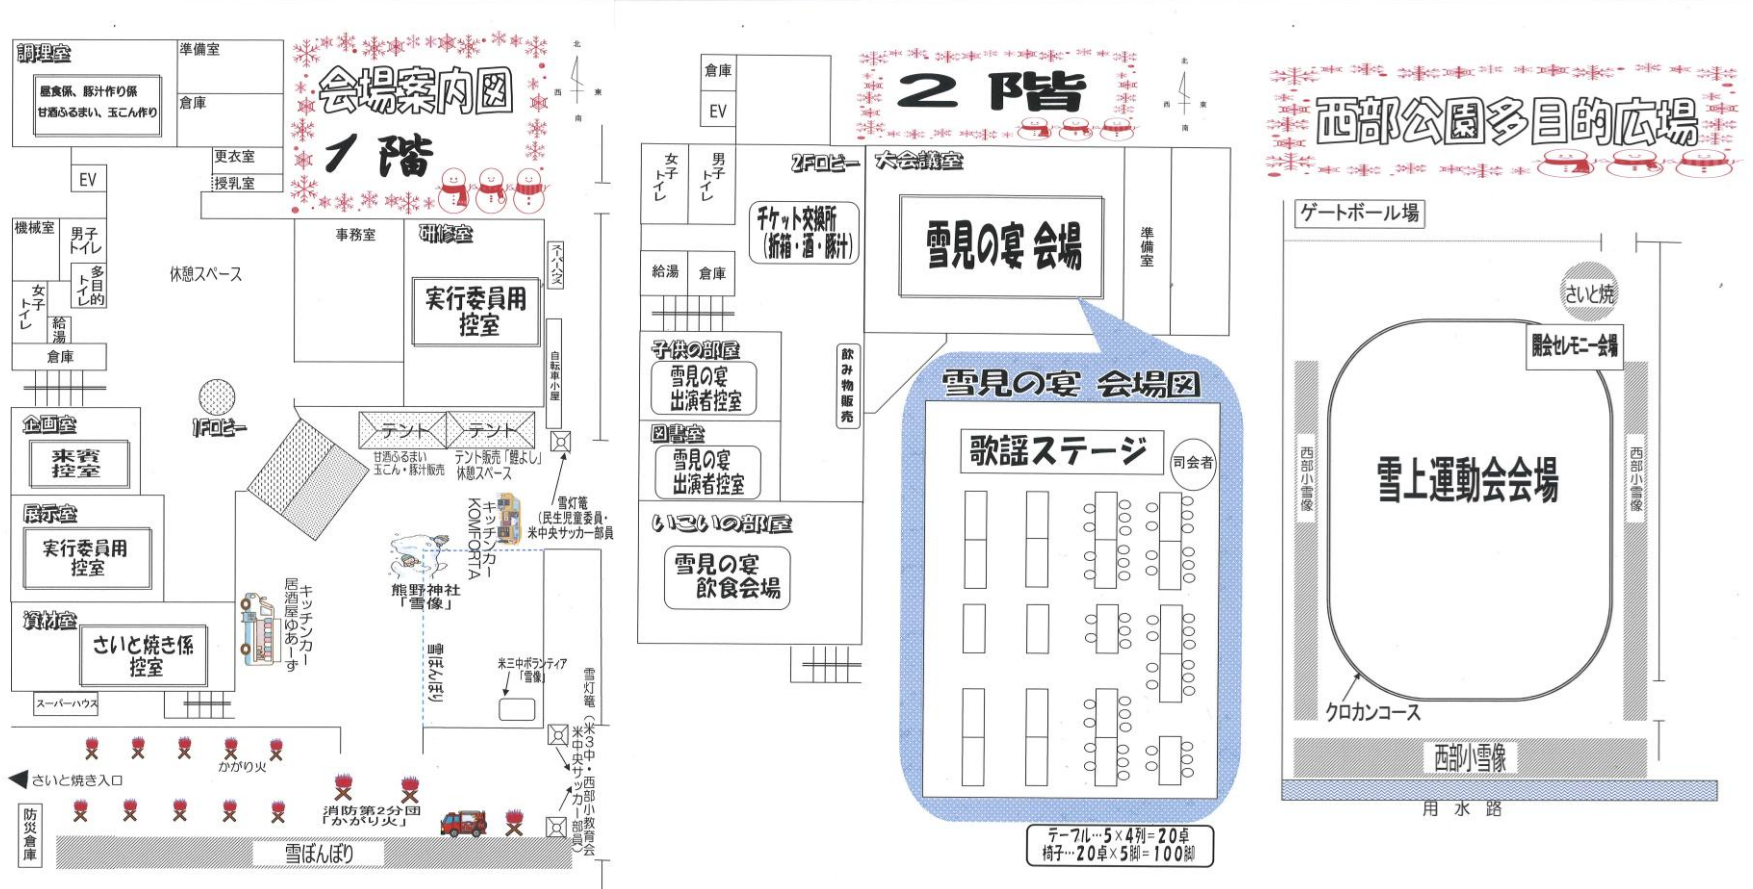 会場案内図
1階
北
西
東
南
調理室
昼食係、豚汁作り係
甘酒ふるまい、玉こん作り
準備室
倉庫
更衣室
授乳室
EV
機械室
男子トイレ
多目的トイレ
女子トイレ
給湯
倉庫
休憩スペース
事務室
研修室
実行委員用
控室
スーパーハウス
自転車小屋
1Fロビー
企画室
来賓
控室
展示室
実行委員用
控室
資材室
さいと焼き係
控室
スーパーハウス
テント
テント
甘酒ふるまい
玉こん・豚汁販売
テント販売「鯉よし」
休憩スペース
雪灯篭
(民生児童委員・
米中央サッカー部員
キッチンカー
KOMFORTA
熊野神社
「雪像」
キッチンカー
居酒屋ゆあーず
雪ぼんぼり
米三中ボランティア
「雪像」
雪灯篭(米3中・西部小教育会
米中央サッカー部員)
かがり火
さいと焼き入口
消防第2分団
「かがり火」
防災倉庫
雪ぼんぼり
2階
北
西
東
南
倉庫
EV
女子トイレ
男子トイレ
2Fロビー
チケット交換所
(折箱・酒・豚汁)
大会議室
雪見の宴 会場
準備室
給湯
倉庫
子供の部屋
雪見の宴
出演者控室
図書室
雪見の宴
出演者控室
いこいの部屋
雪見の宴
飲食会場
飲み物販売
雪見の宴 会場図
歌謡ステージ
司会者
テーブル…5×4列=20卓
椅子…20卓×5脚=100脚
西部公園多目的広場
ゲートボール場
さいと焼
開会セレモニー会場
西部小雪像
雪上運動会会場
西部小雪像
クロカンコース
西部小雪像
用水路